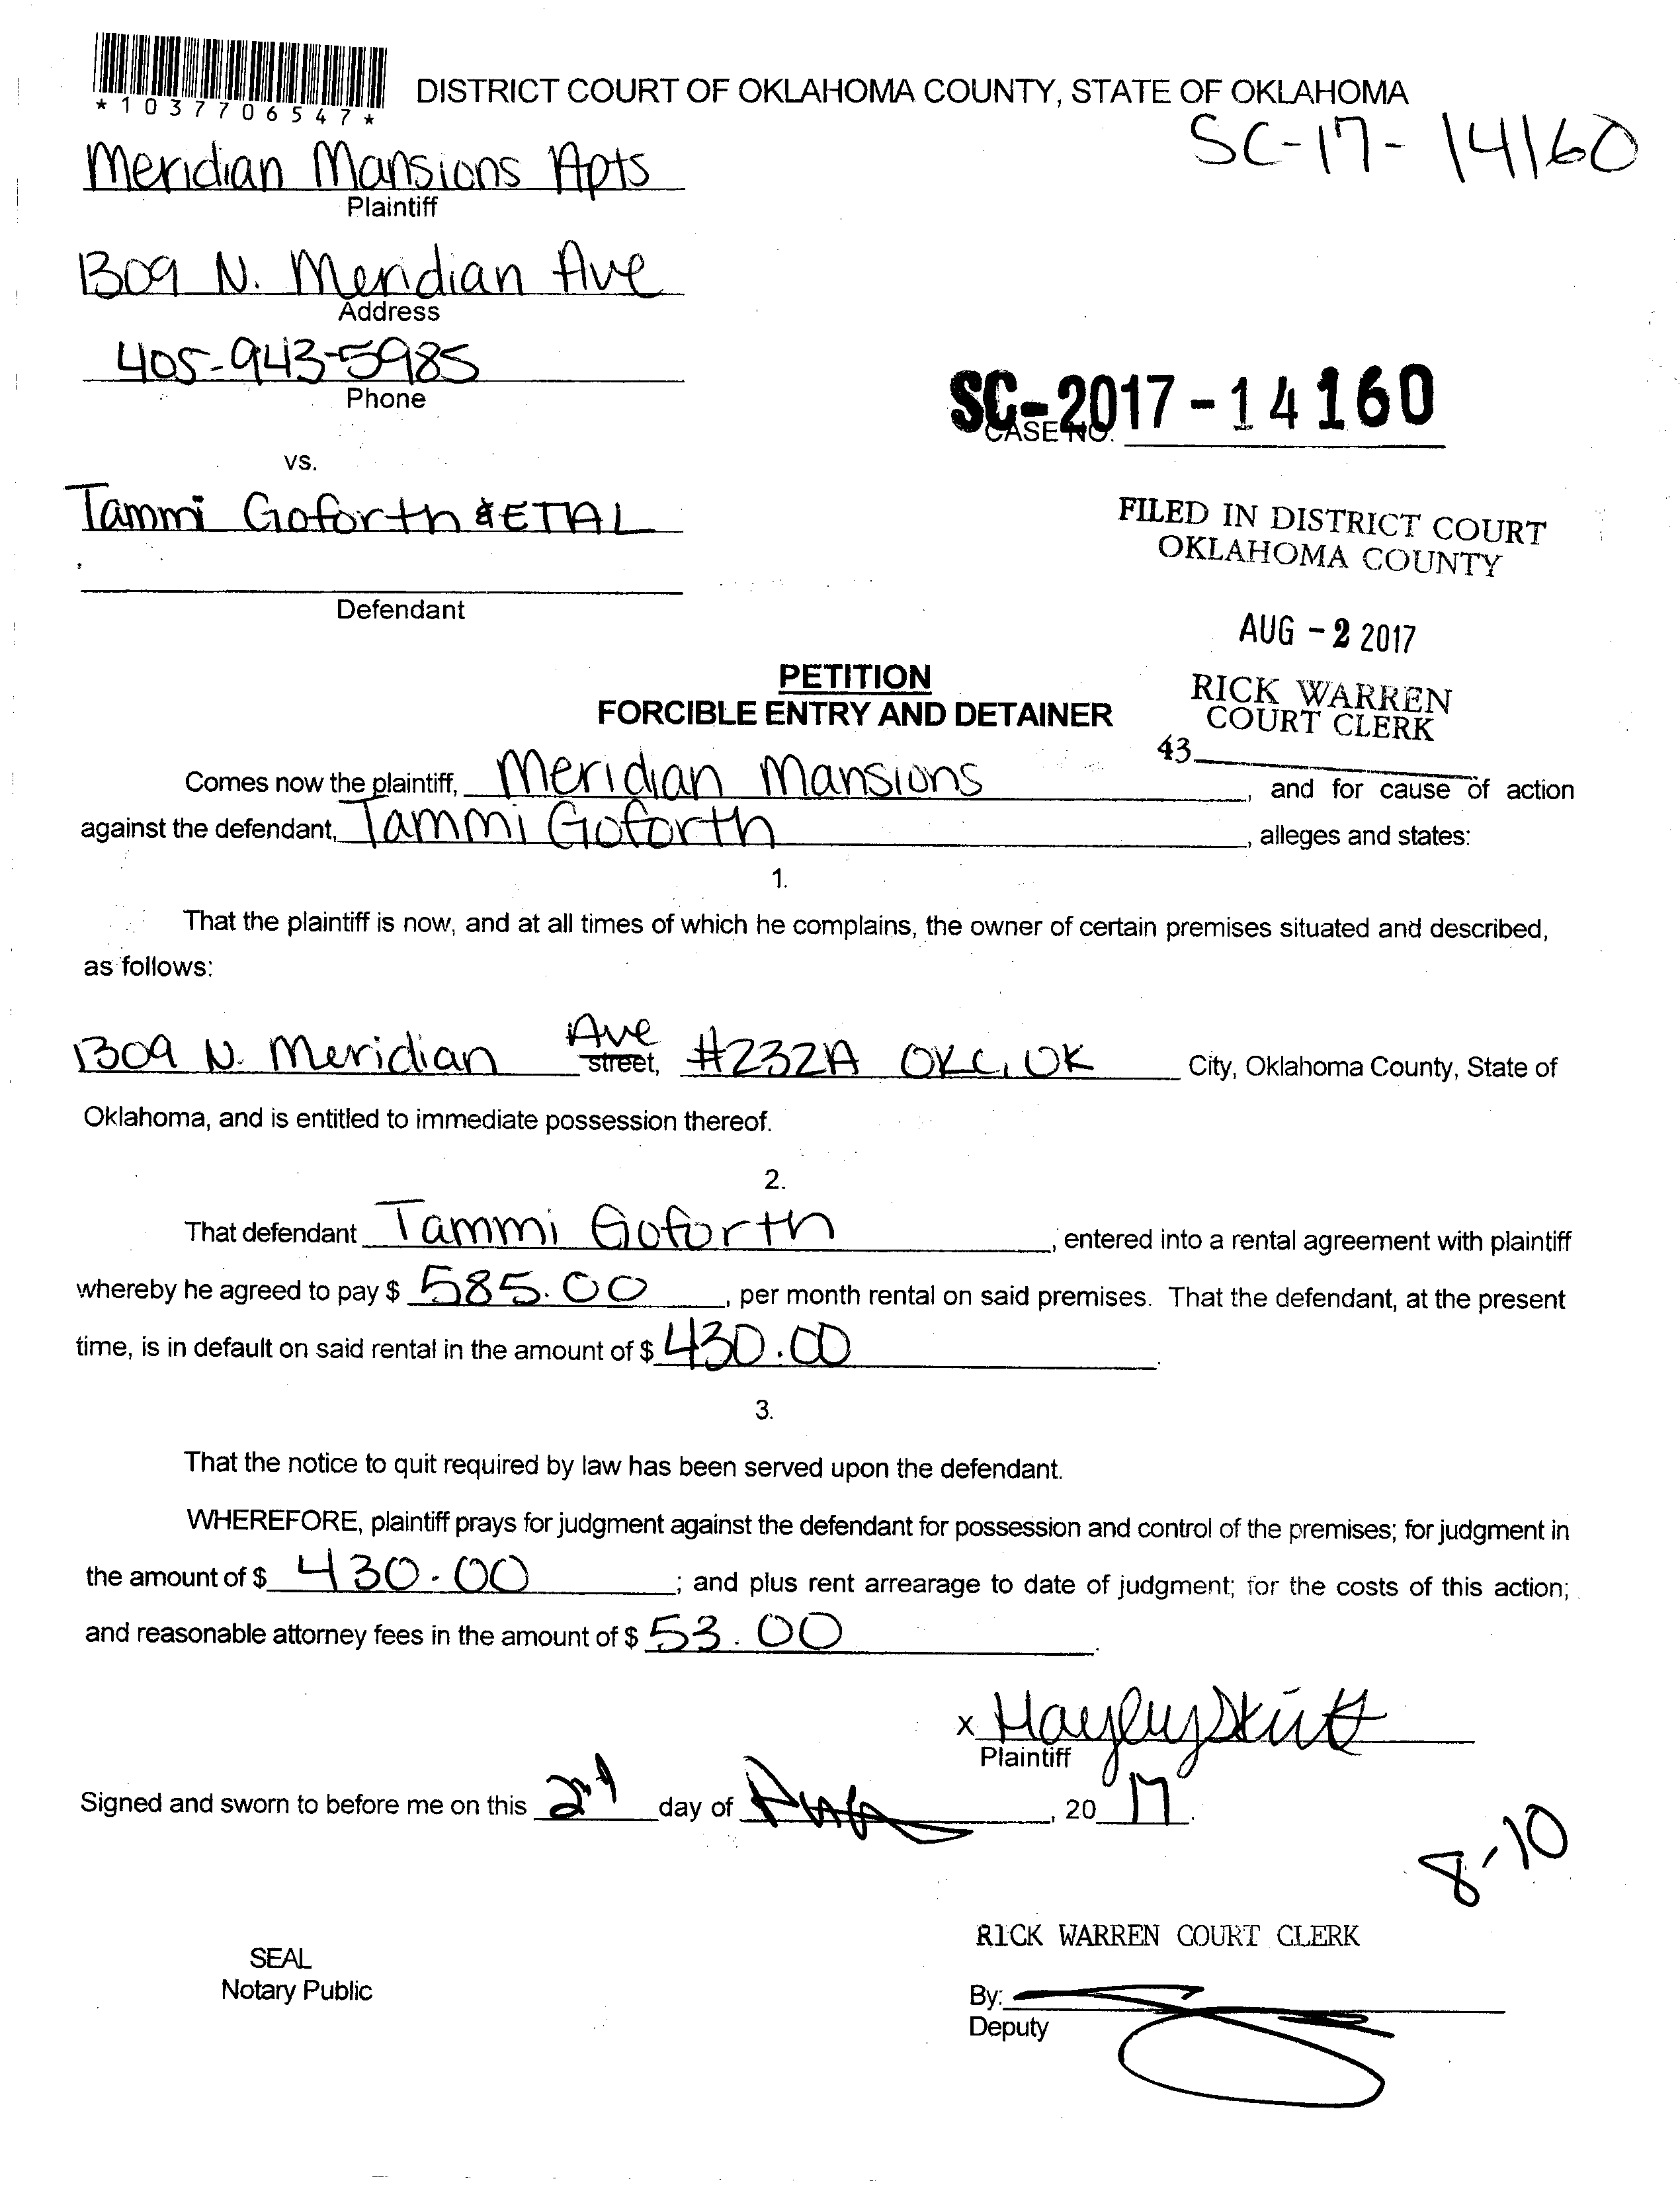 *1037706547*
DISTRICT COURT OF OKLAHOMA COUNTY, STATE OF OKLAHOMA
SC-17-14160
Meridian Mansions Apts
Plaintiff
1309 N. Meridian Ave
Address
405-943-5985
Phone
SC-2017-14160
CASE NO.
vs.
Tammi Goforth & ETAL
Defendant
FILED IN DISTRICT COURT
OKLAHOMA COUNTY
AUG - 2 2017
RICK WARREN
COURT CLERK
43
PETITION
FORCIBLE ENTRY AND DETAINER
Comes now the plaintiff, Meridian Mansions, and for cause of action
against the defendant, Tammi Goforth, alleges and states:
1.
That the plaintiff is now, and at all times of which he complains, the owner of certain premises situated and described,
as follows:
1309 N. Meridian Ave street, #232A OKC, OK City, Oklahoma County, State of
Oklahoma, and is entitled to immediate possession thereof.
2.
That defendant Tammi Goforth, entered into a rental agreement with plaintiff
whereby he agreed to pay $ 585.00, per month rental on said premises. That the defendant, at the present
time, is in default on said rental in the amount of $ 430.00.
3.
That the notice to quit required by law has been served upon the defendant.
WHEREFORE, plaintiff prays for judgment against the defendant for possession and control of the premises; for judgment in
the amount of $ 430.00; and plus rent arrearage to date of judgment; for the costs of this action;
and reasonable attorney fees in the amount of $ 53.00.
x
Plaintiff
Signed and sworn to before me on this 2nd day of , 20 17.
8-10
RICK WARREN COURT CLERK
SEAL
Notary Public
By:
Deputy